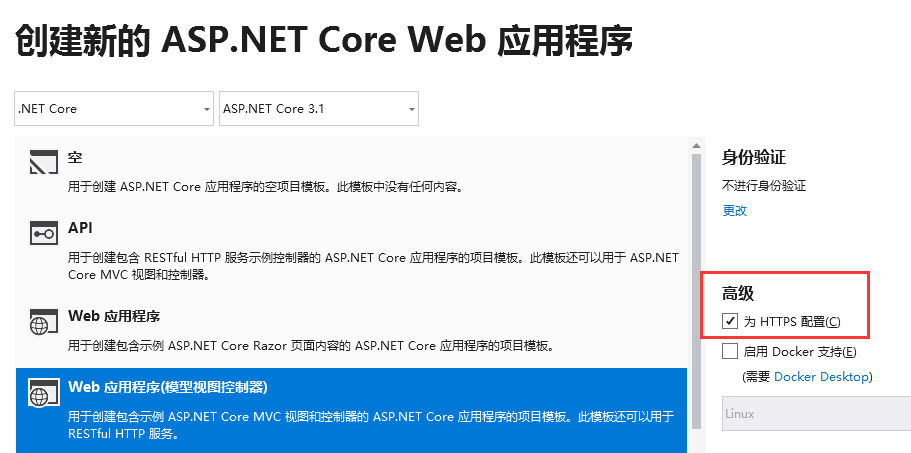 创建新的 ASP.NET Core Web 应用程序
.NET Core
ASP.NET Core 3.1
空
用于创建 ASP.NET Core 应用程序的空项目模板。此模板中没有任何内容。
API
用于创建包含 RESTful HTTP 服务示例控制器的 ASP.NET Core 应用程序的项目模板。此模板还可以用于 ASP.NET
Core MVC 视图和控制器。
Web 应用程序
用于创建包含示例 ASP.NET Core Razor 页面内容的 ASP.NET Core 应用程序的项目模板。
Web 应用程序(模型视图控制器)
用于创建包含示例 ASP.NET Core MVC 视图和控制器的 ASP.NET Core 应用程序的项目模板。此模板还可以用于
RESTful HTTP 服务。
身份验证
不进行身份验证
更改
高级
为 HTTPS 配置(C)
启用 Docker 支持(E)
(需要 Docker Desktop)
Linux